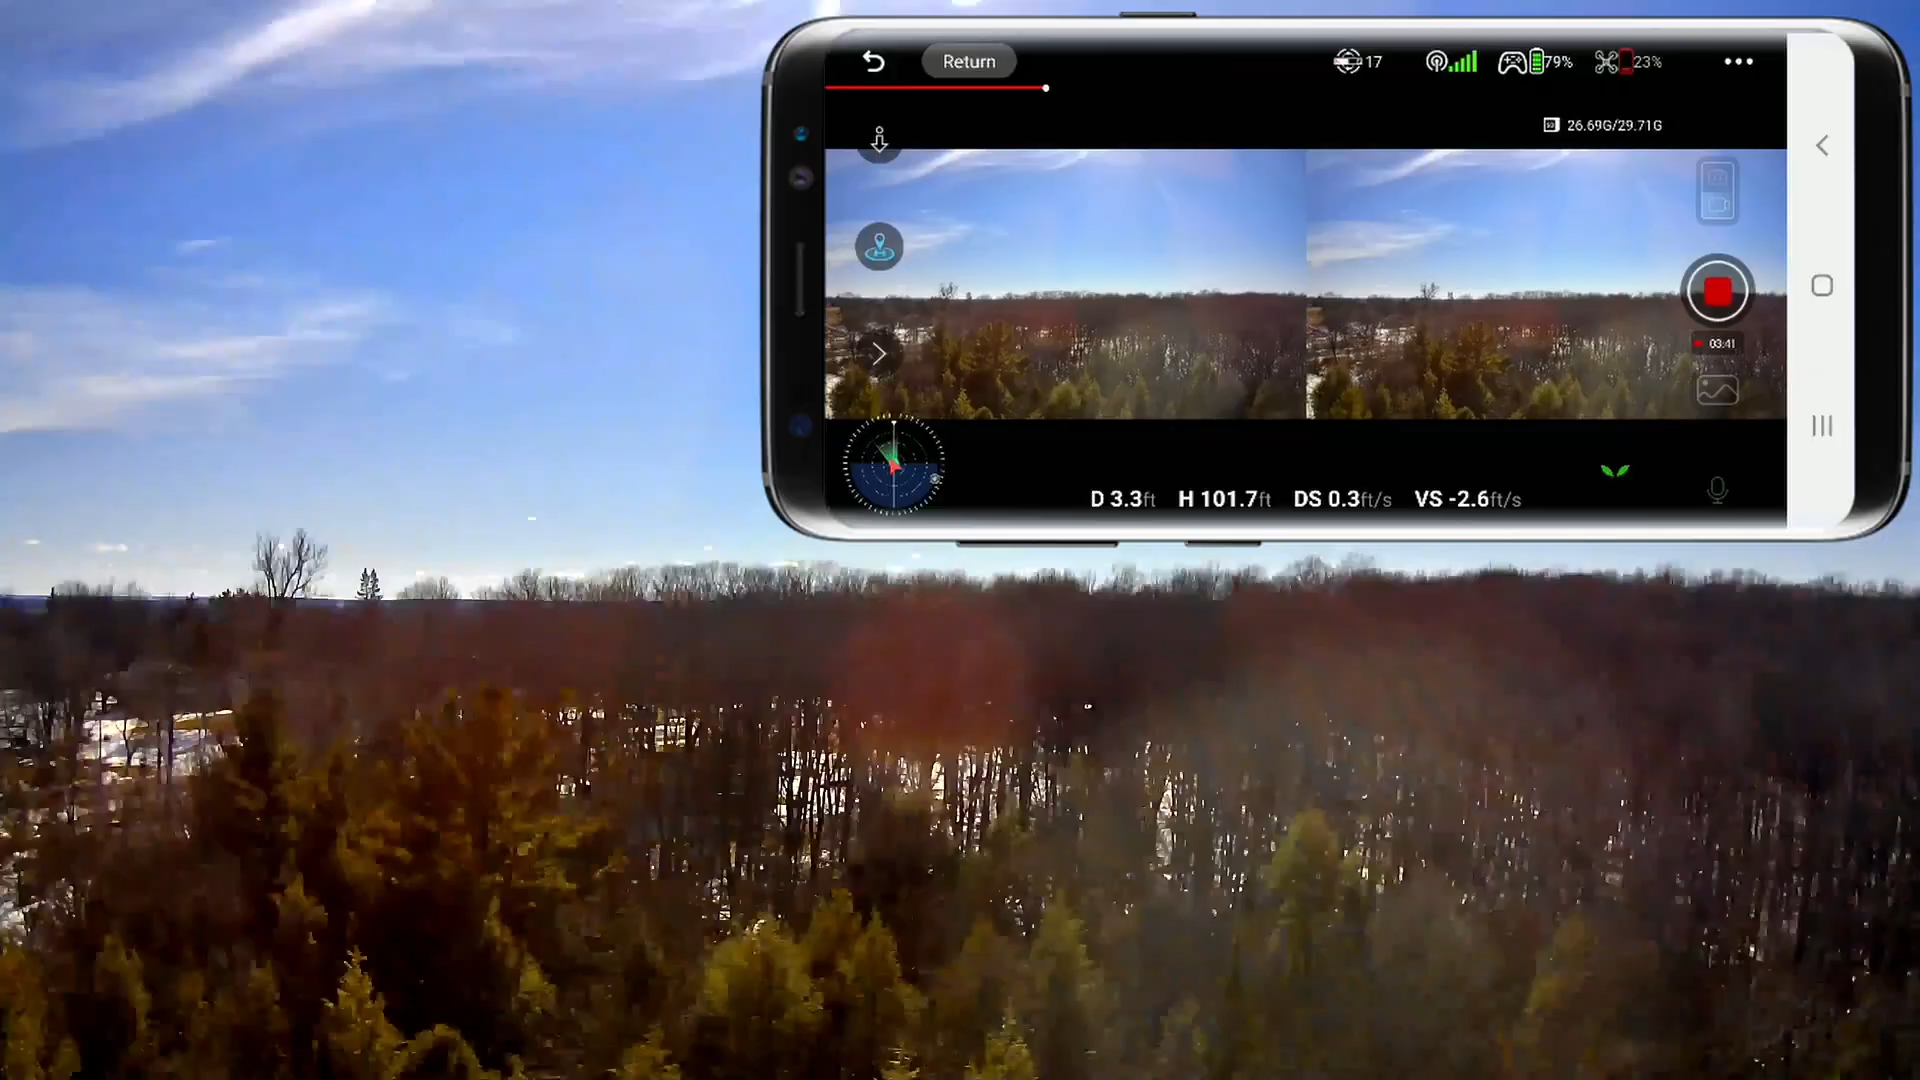 Return
17
79%
23%
26.69G/29.71G
03:41
D 3.3ft H 101.7ft DS 0.3ft/s VS -2.6ft/s